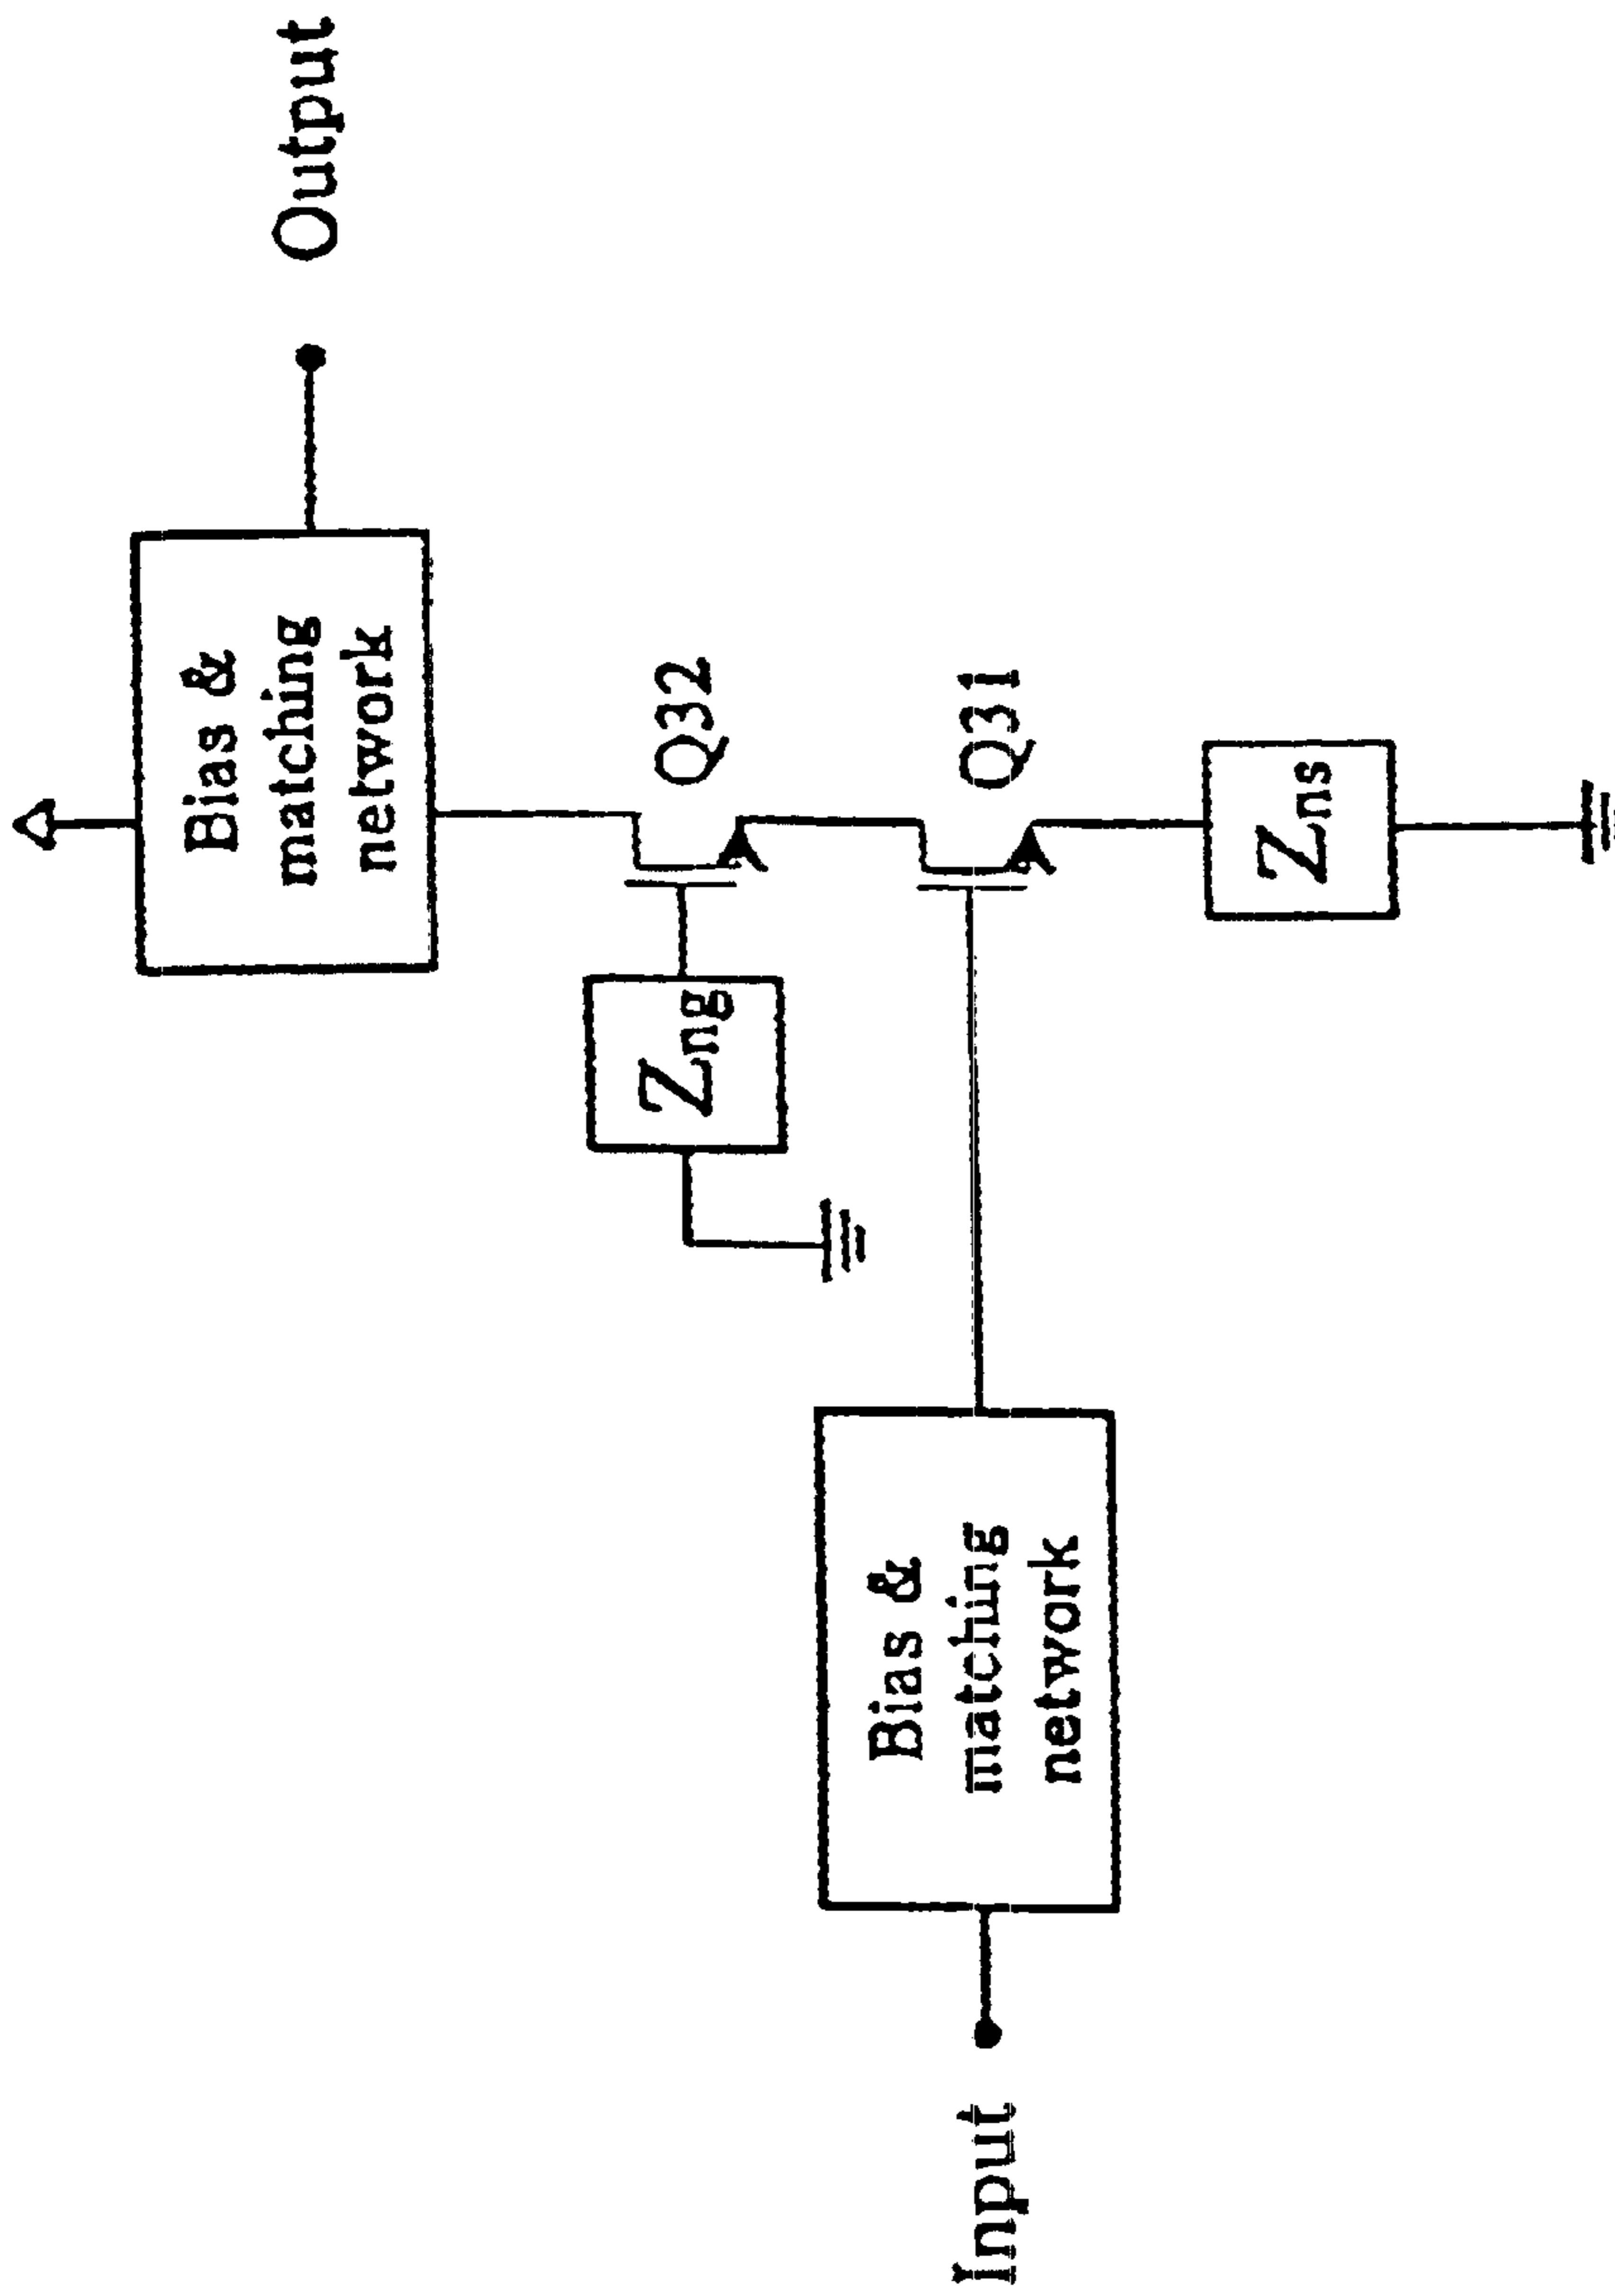 Output
Bias &
matching
network
Q32
Zng
Q31
Zns
Bias &
matching
network
Input